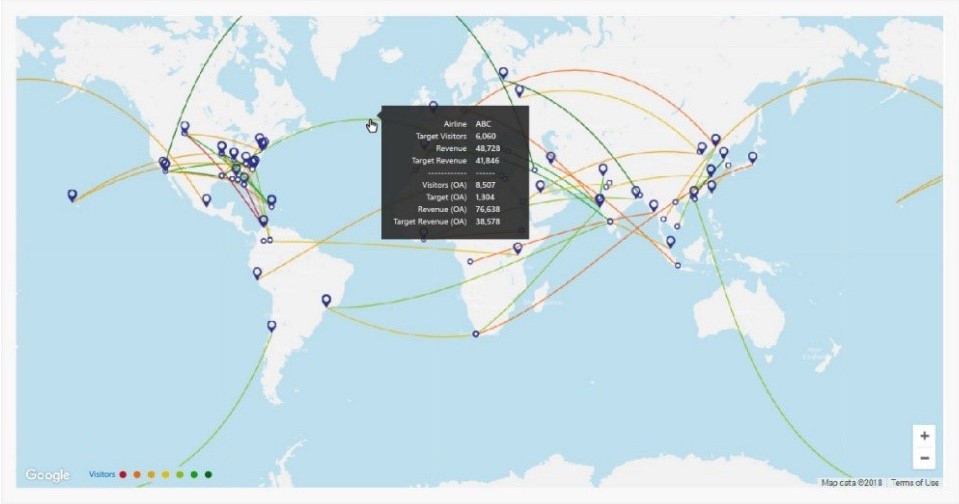 Airline ABC
Target Visitors 6,060
Revenue 48,728
Target Revenue 41,846
------------ ------
Visitors (OA) 8,507
Target (OA) 1,304
Revenue (OA) 76,638
Target Revenue (OA) 38,578
+
−
Google
Visitors
Map data ©2018
Terms of Use